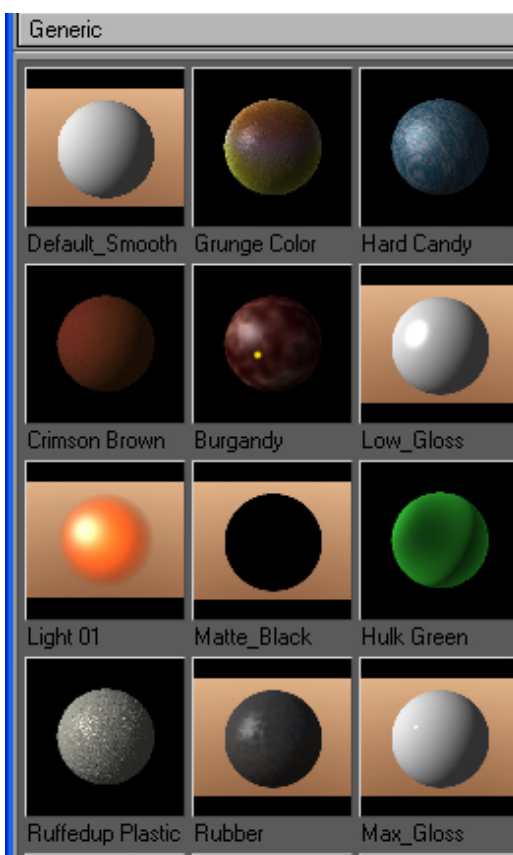 Generic
Default_Smooth Grunge Color Hard Candy
Crimson Brown Burgandy Low_Gloss
Light 01 Matte_Black Hulk Green
Ruffedup Plastic Rubber Max_Gloss